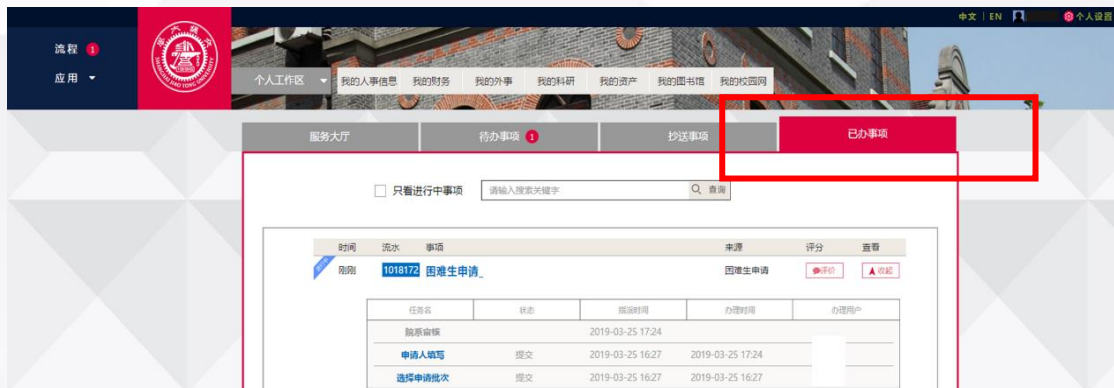 中文 | EN 个人设置
流程 1
应用
SHANGHAI JIAO TONG UNIVERSITY
个人工作区 我的人事信息 我的财务 我的外事 我的科研 我的资产 我的图书馆 我的校园网
服务大厅 待办事项 1 抄送事项 已办事项
只看进行中事项 请输入搜索关键字 查询
时间 流水 事项 来源 评分 查看
刚刚 1018172 困难生申请_ 困难生申请 评价 收起
任务名 状态 指派时间 办理时间 办理用户
院系审核 2019-03-25 17:24
申请人填写 提交 2019-03-25 16:27 2019-03-25 17:24
选择申请批次 提交 2019-03-25 16:27 2019-03-25 16:27